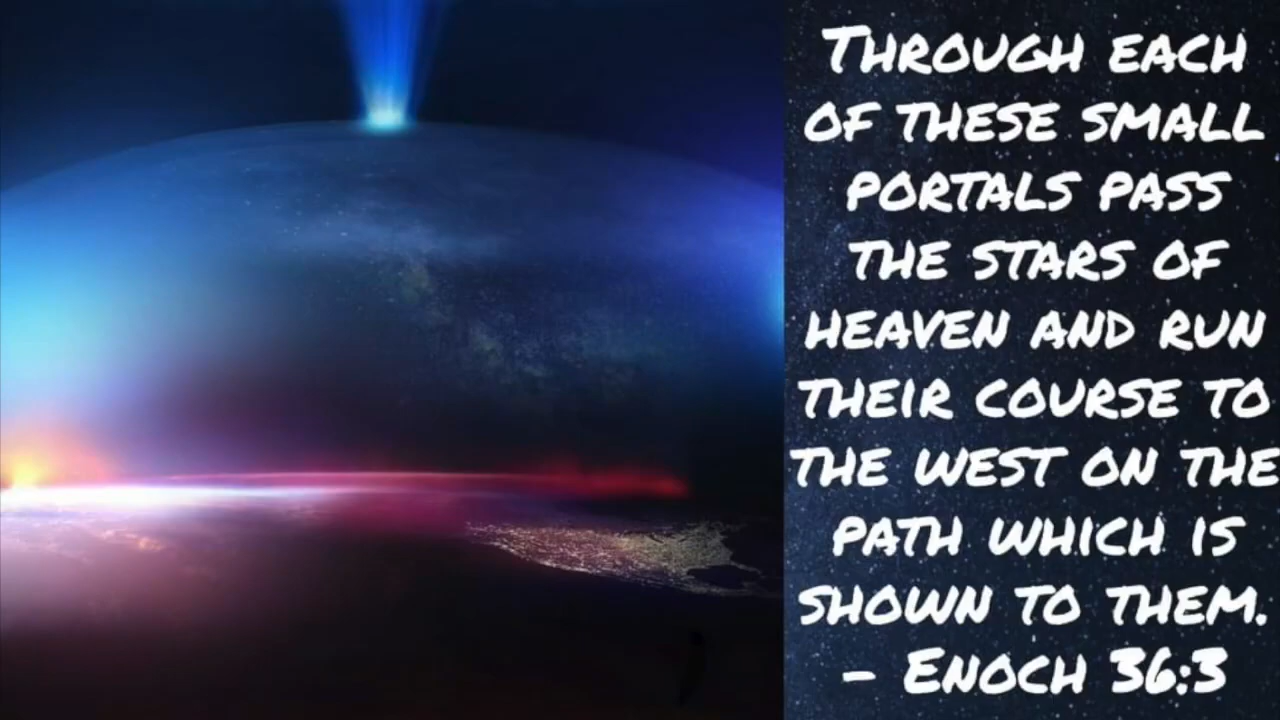 Through each
of these small
portals pass
the stars of
heaven and run
their course to
the west on the
path which is
shown to them.
- Enoch 36:3